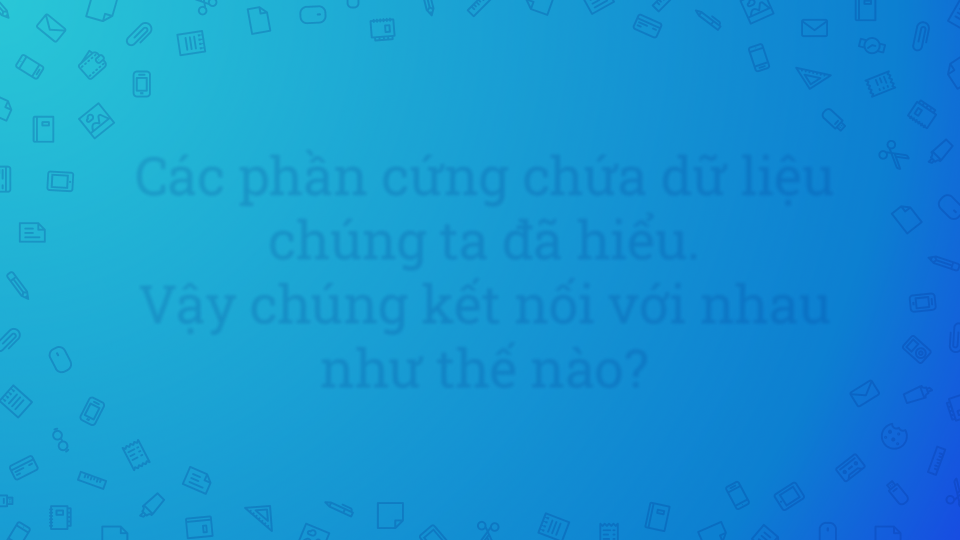 Các phần cứng chứa dữ liệu
chúng ta đã hiểu.
Vậy chúng kết nối với nhau
như thế nào?